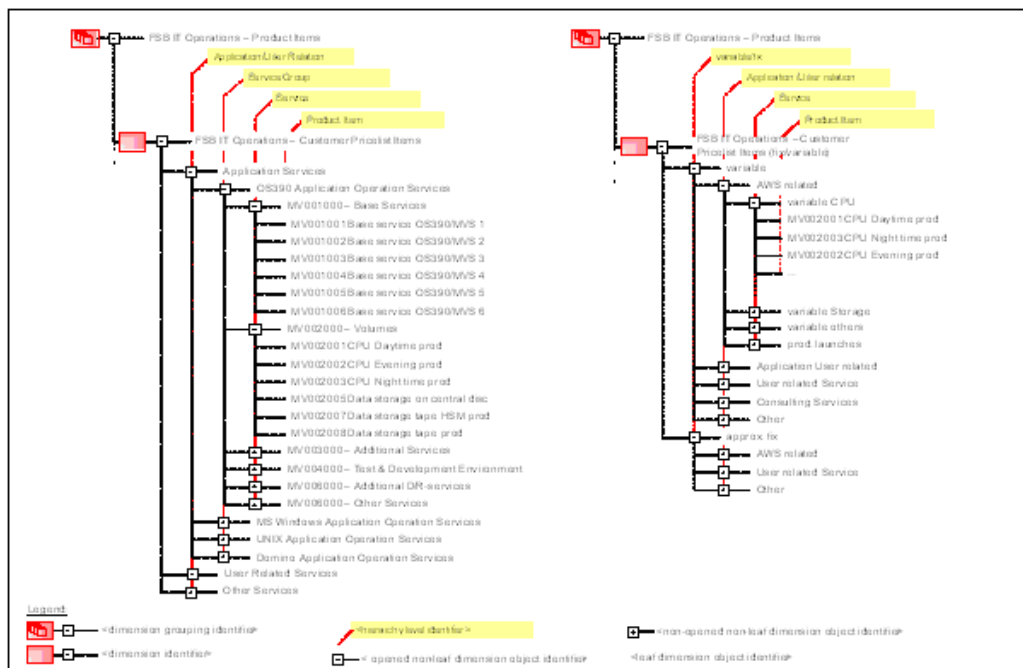 FSB IT Operations – Product Items
Application/User Relation
Service Group
Service
Product Item
FSB IT Operations – Customer Pricelist Items
Application Services
OS390 Application Operation Services
MV001000 – Base Services
MV001001 Base service OS390/MVS 1
MV001002 Base service OS390/MVS 2
MV001003 Base service OS390/MVS 3
MV001004 Base service OS390/MVS 4
MV001005 Base service OS390/MVS 5
MV001006 Base service OS390/MVS 6
MV002000 – Volumes
MV002001 CPU Daytime prod
MV002002 CPU Evening prod
MV002003 CPU Night time prod
MV002005 Data storage on central disc
MV002007 Data storage tape HSM prod
MV002008 Data storage tape prod
MV003000 – Additional Services
MV004000 – Test & Development Environment
MV006000 – Additional DR-services
MV006000 – Other Services
MS Windows Application Operation Services
UNIX Application Operation Services
Domino Application Operation Services
User Related Services
Other Services
FSB IT Operations – Product Items
variable/fix
Application /User relation
Service
Product Item
FSB IT Operations – Customer
Pricelist Items (fix/variable)
variable
AWS related
variable CPU
MV002001 CPU Daytime prod
MV002003 CPU Night time prod
MV002002 CPU Evening prod
...
variable Storage
variable others
prod. launches
Application User related
User related Service
Consulting Services
Other
approx. fix
AWS related
User related Service
Other
Legend:
<dimension grouping identifier>
<dimension identifier>
<hierarchy level identifier>
< opened nonleaf dimension object identifier>
<non-opened nonleaf dimension object identifier>
<leaf dimension object identifier>